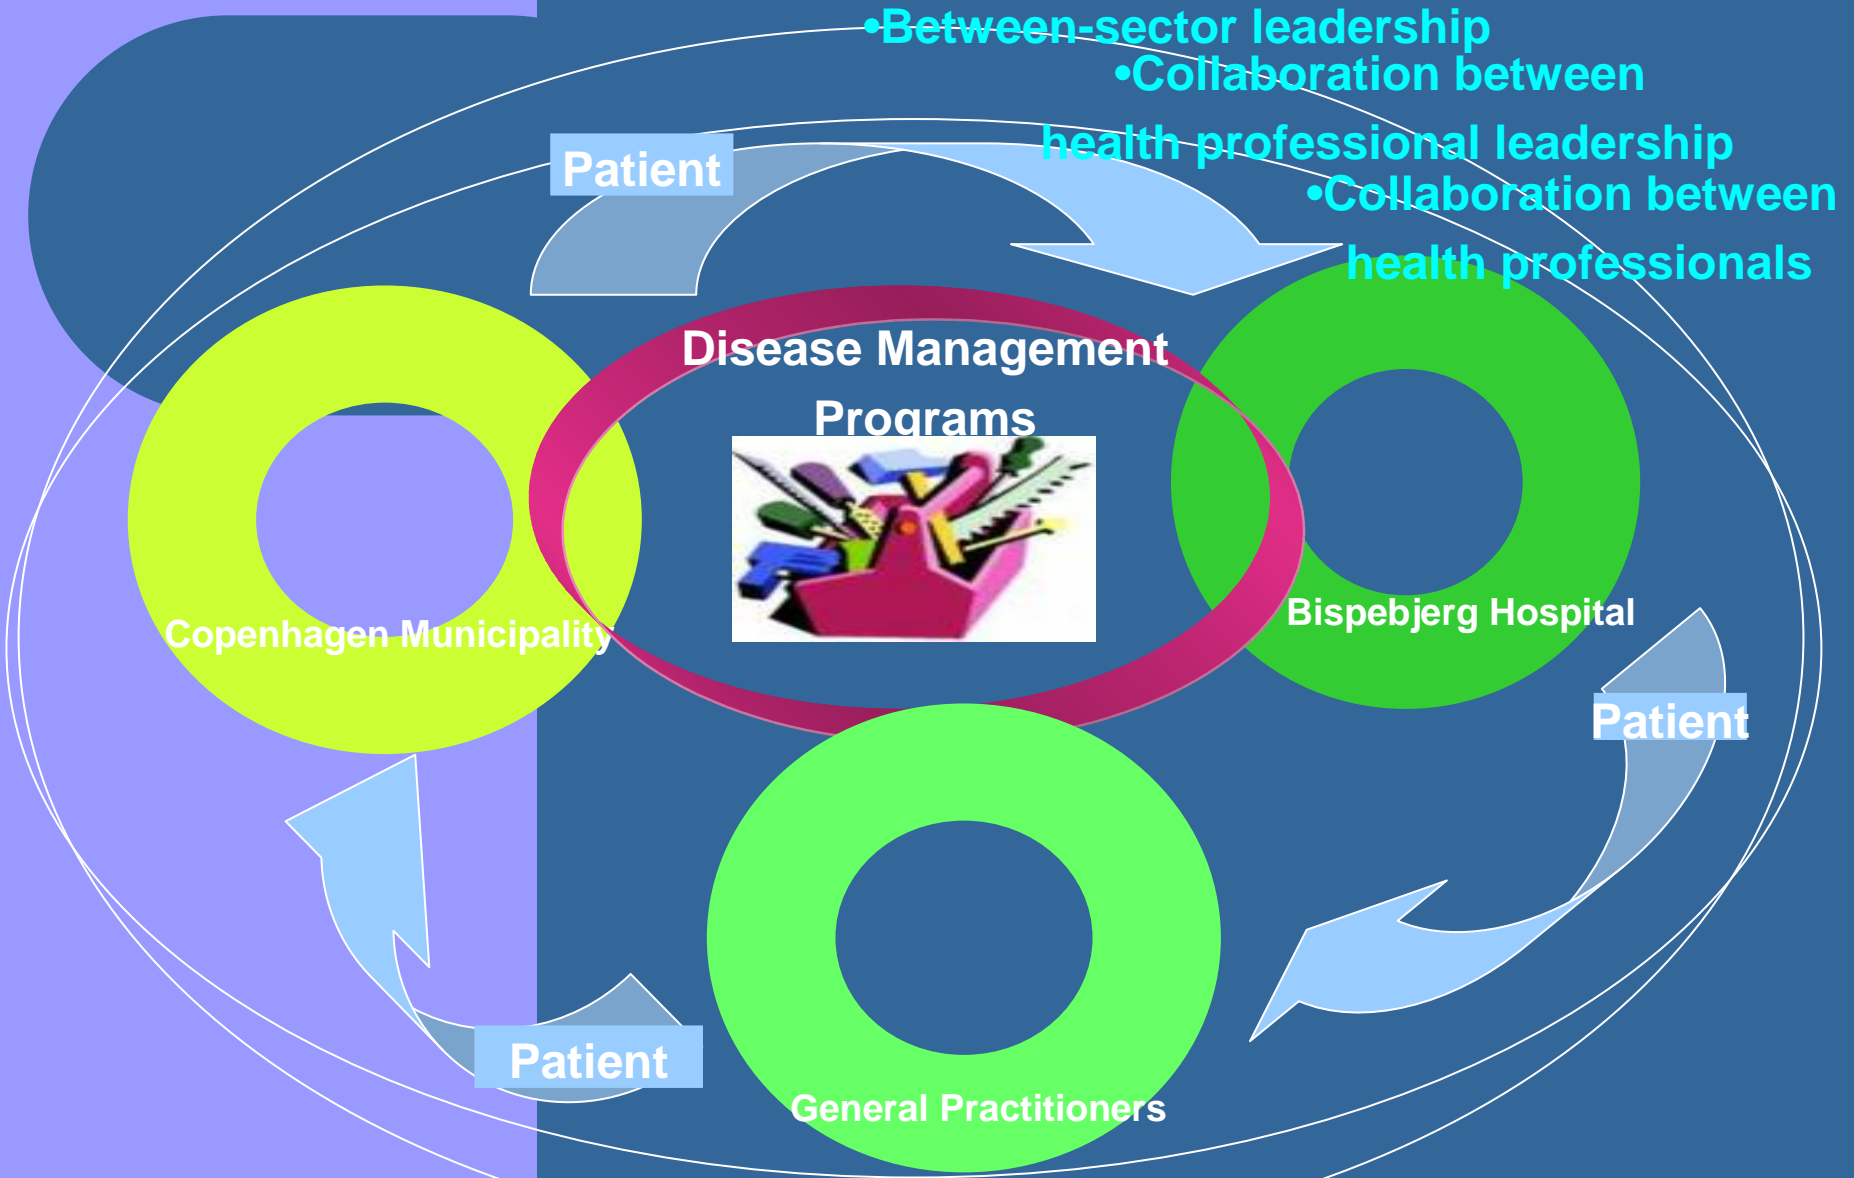 •Between-sector leadership
•Collaboration between
health professional leadership
•Collaboration between
health professionals
Patient
Disease Management
Programs
Copenhagen Municipality
Bispebjerg Hospital
Patient
Patient
General Practitioners